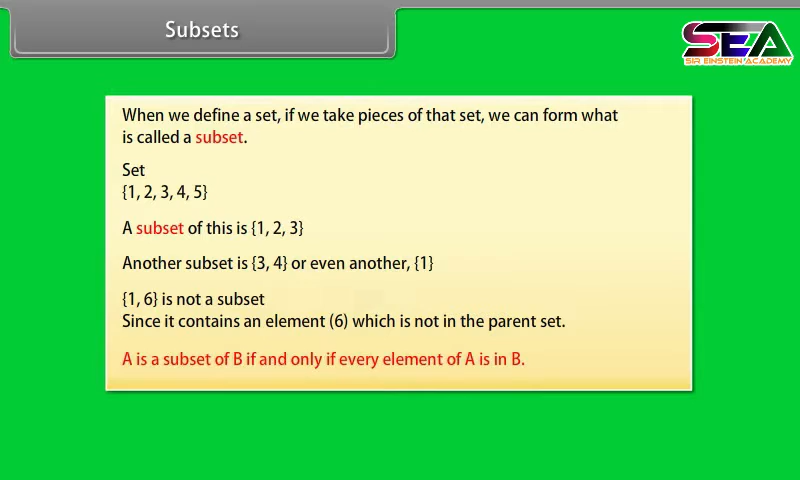 Subsets
SEA
SIR EINSTEIN ACADEMY
When we define a set, if we take pieces of that set, we can form what
is called a subset.
Set
{1, 2, 3, 4, 5}
A subset of this is {1, 2, 3}
Another subset is {3, 4} or even another, {1}
{1, 6} is not a subset
Since it contains an element (6) which is not in the parent set.
A is a subset of B if and only if every element of A is in B.